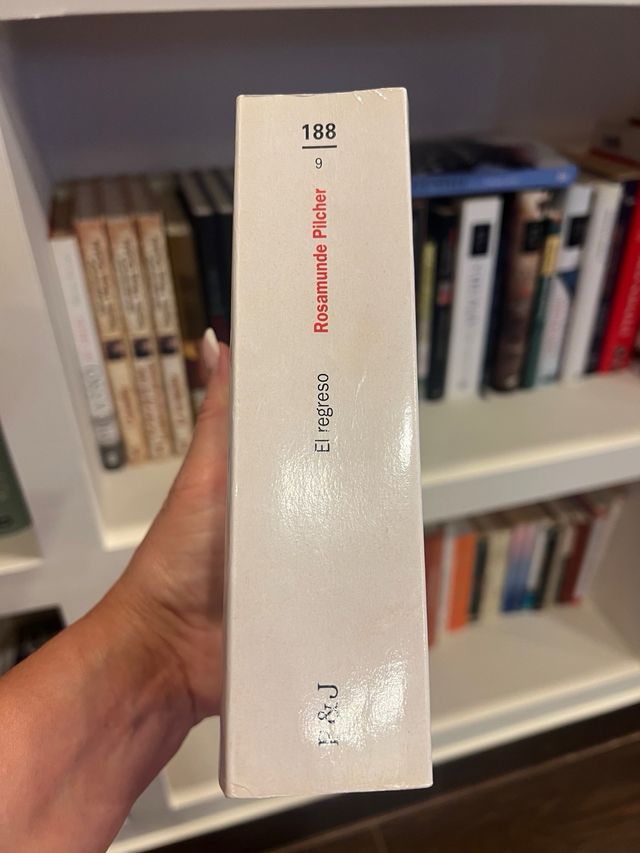 188
9
Rosamunde Pilcher
El regreso
P&J